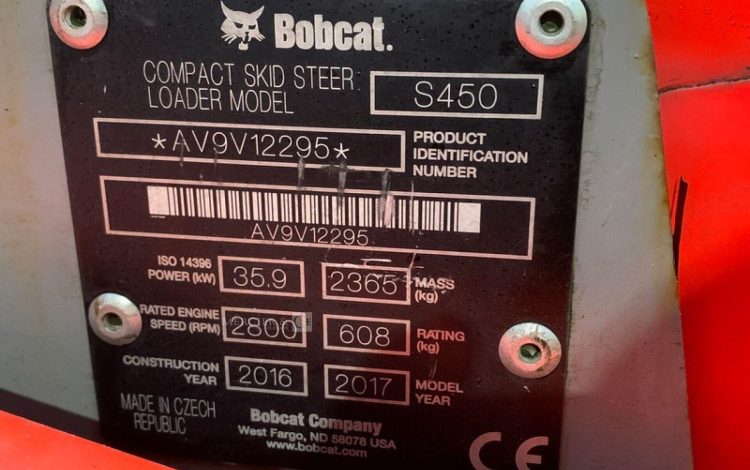 Bobcat.
COMPACT SKID STEER
LOADER MODEL
S450
*AV9V12295*
PRODUCT
IDENTIFICATION
NUMBER
AV9V12295
ISO 14396
POWER (kW)
35.9
2365
MASS
(kg)
RATED ENGINE
SPEED (RPM)
2800
608
RATING
(kg)
CONSTRUCTION
YEAR
2016
2017
MODEL
YEAR
MADE IN CZECH
REPUBLIC
Bobcat Company
West Fargo, ND 58078 USA
www.bobcat.com
CE